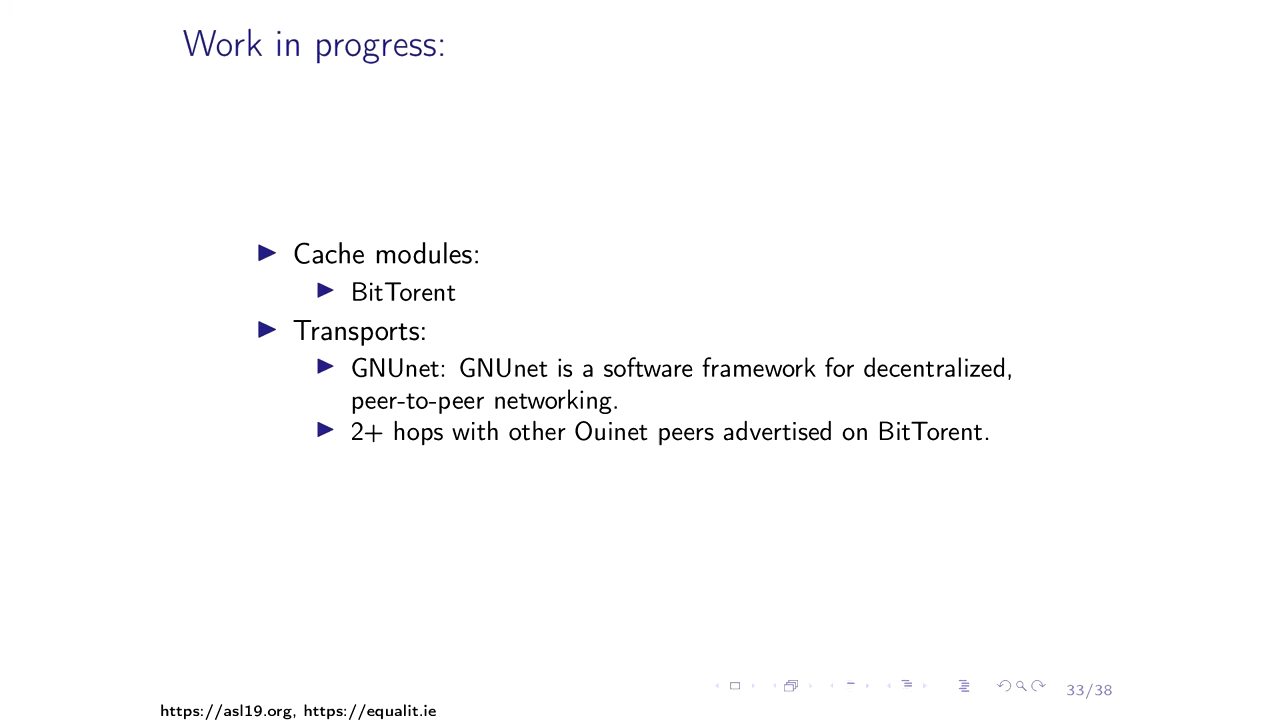 Work in progress:
Cache modules:
BitTorent
Transports:
GNUnet: GNUnet is a software framework for decentralized,
peer-to-peer networking.
2+ hops with other Ouinet peers advertised on BitTorent.
33/38
https://asl19.org, https://equalit.ie